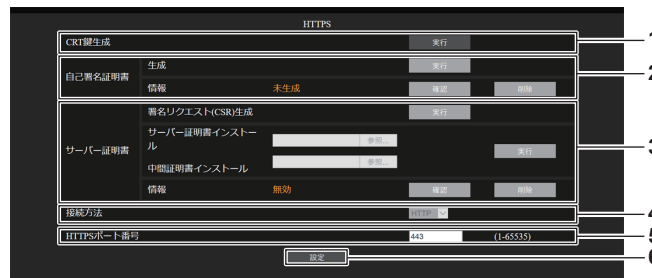 HTTPS
CRT鍵生成 実行 1
自己署名証明書 生成 実行 2
情報 未生成 確認 削除
サーバー証明書 署名リクエスト(CSR)生成 実行 3
サーバー証明書インストー
ル 参照...
実行
中間証明書インストール 参照...
情報 無効 確認 削除
接続方法 HTTP 4
HTTPSポート番号 443 (1-65535) 5
設定 6